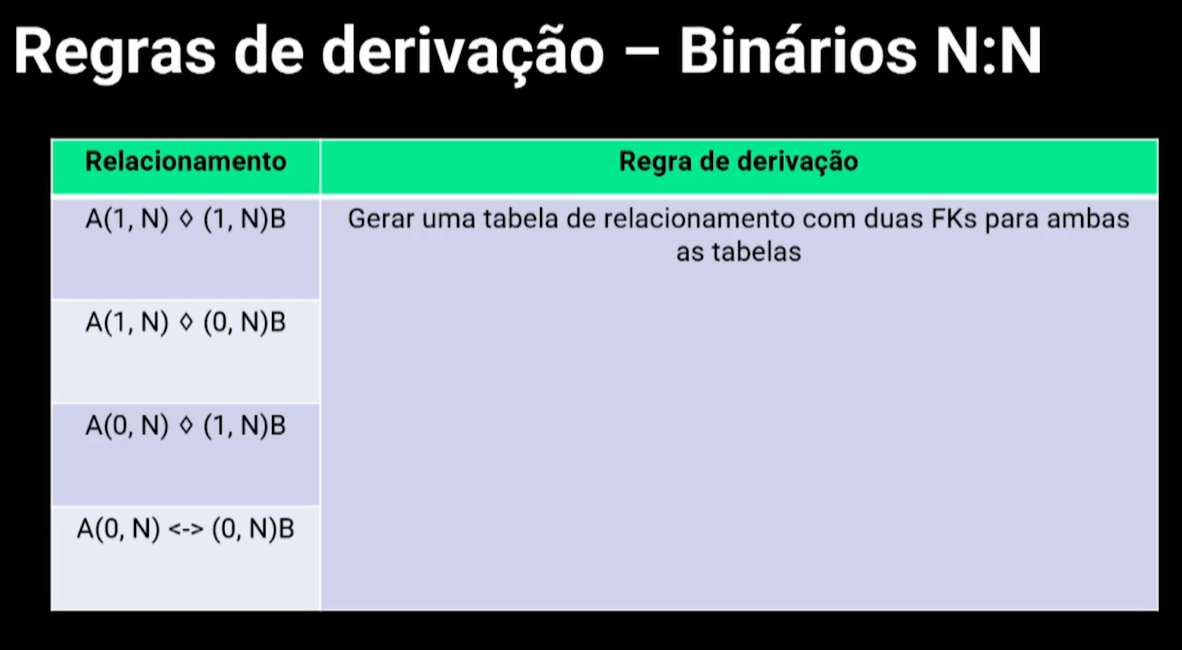 Regras de derivação – Binários N:N
Relacionamento
Regra de derivação
A(1, N) ◊ (1, N)B
Gerar uma tabela de relacionamento com duas FKs para ambas
as tabelas
A(1, N) ◊ (0, N)B
A(0, N) ◊ (1, N)B
A(0, N) <-> (0, N)B